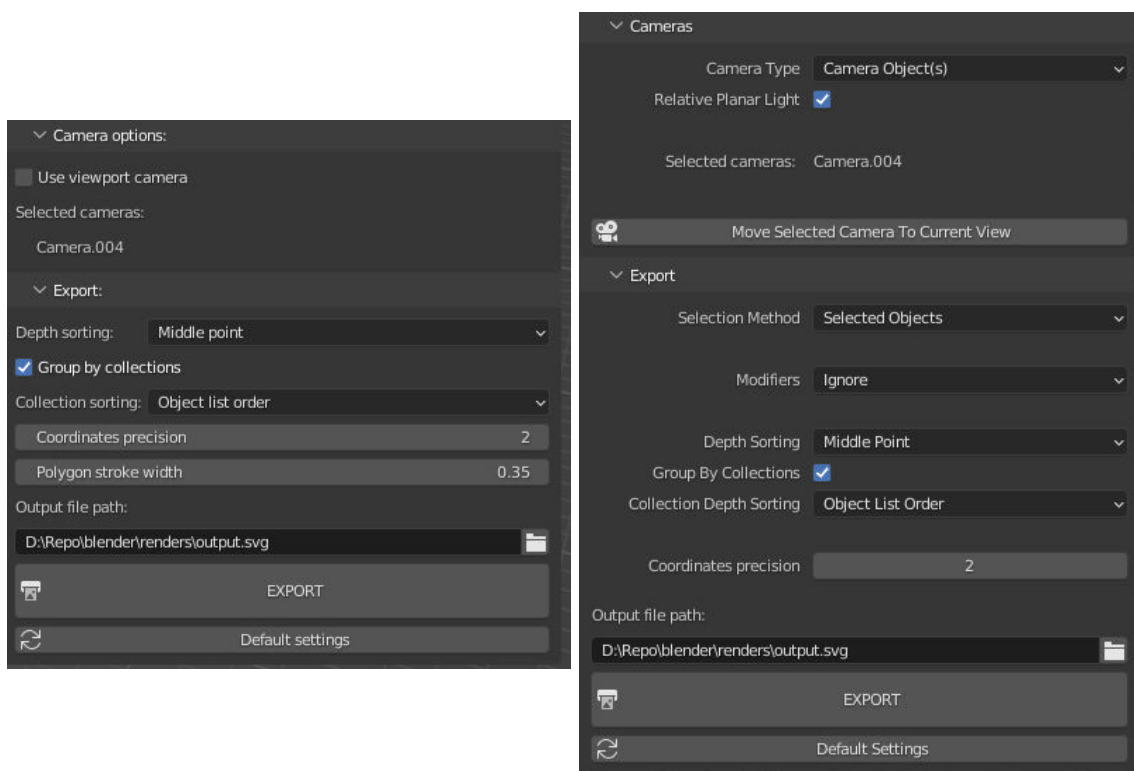 Camera options:
Use viewport camera
Selected cameras:
Camera.004
Export:
Depth sorting: Middle point
Group by collections
Collection sorting: Object list order
Coordinates precision 2
Polygon stroke width 0.35
Output file path:
D:\Repo\blender\renders\output.svg
EXPORT
Default settings
Cameras
Camera Type Camera Object(s)
Relative Planar Light
Selected cameras: Camera.004
Move Selected Camera To Current View
Export
Selection Method Selected Objects
Modifiers Ignore
Depth Sorting Middle Point
Group By Collections
Collection Depth Sorting Object List Order
Coordinates precision 2
Output file path:
D:\Repo\blender\renders\output.svg
EXPORT
Default Settings